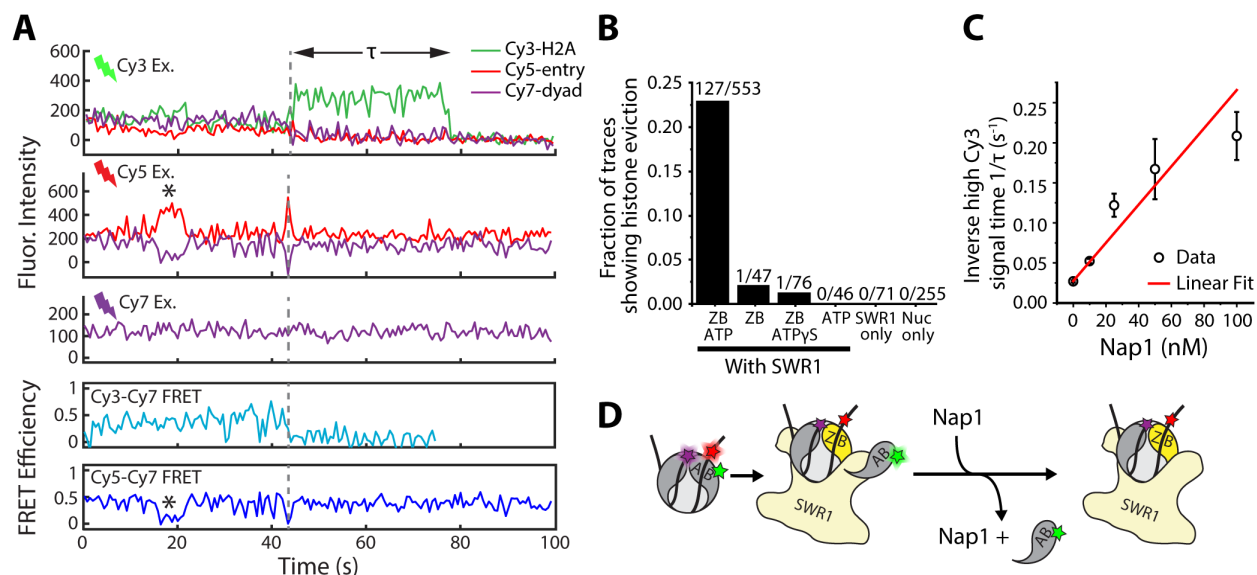 A
600
400
200
0
Cy3 Ex.
τ
Cy3-H2A
Cy5-entry
Cy7-dyad
Cy5 Ex.
600
400
200
0
*
Fluor. Intensity
Cy7 Ex.
200
100
0
FRET Efficiency
1
0.5
0
Cy3-Cy7 FRET
1
0.5
0
Cy5-Cy7 FRET
*
0
20
40
60
80
100
Time (s)
B
Fraction of traces
showing histone eviction
0.25
0.20
0.15
0.10
0.05
0.00
127/553
1/47
1/76
0/46
0/71
0/255
ZB
ATP
ZB
ZB
ATPγS
ATP
SWR1
only
Nuc
only
With SWR1
C
Inverse high Cy3
signal time 1/τ (s⁻¹)
0.25
0.20
0.15
0.10
0.05
0.00
Data
Linear Fit
0
20
40
60
80
100
Nap1 (nM)
D
AB
ZB
AB
SWR1
Nap1
Nap1 +
AB
ZB
SWR1